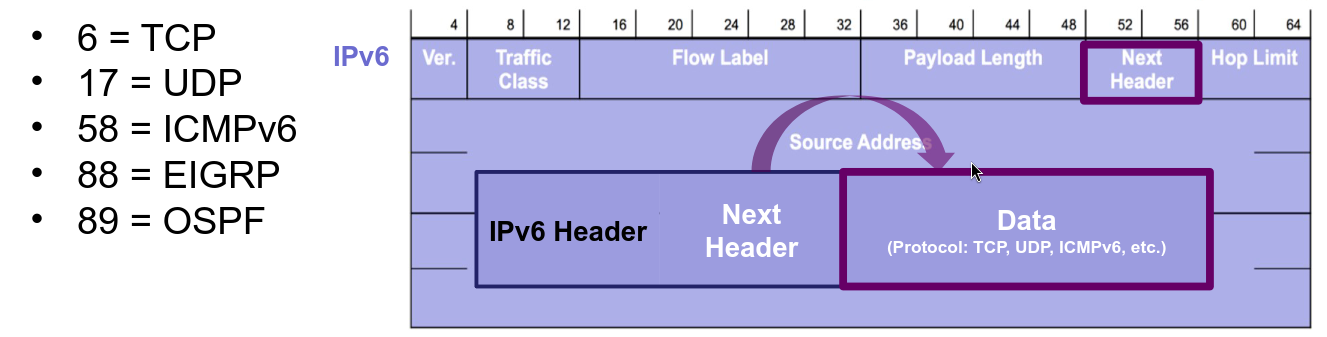 • 6 = TCP
• 17 = UDP
• 58 = ICMPv6
• 88 = EIGRP
• 89 = OSPF
IPv6
4 8 12 16 20 24 28 32 36 40 44 48 52 56 60 64
Ver. Traffic Class Flow Label Payload Length Next Header Hop Limit
Source Address
IPv6 Header
Next
Header
Data
(Protocol: TCP, UDP, ICMPv6, etc.)